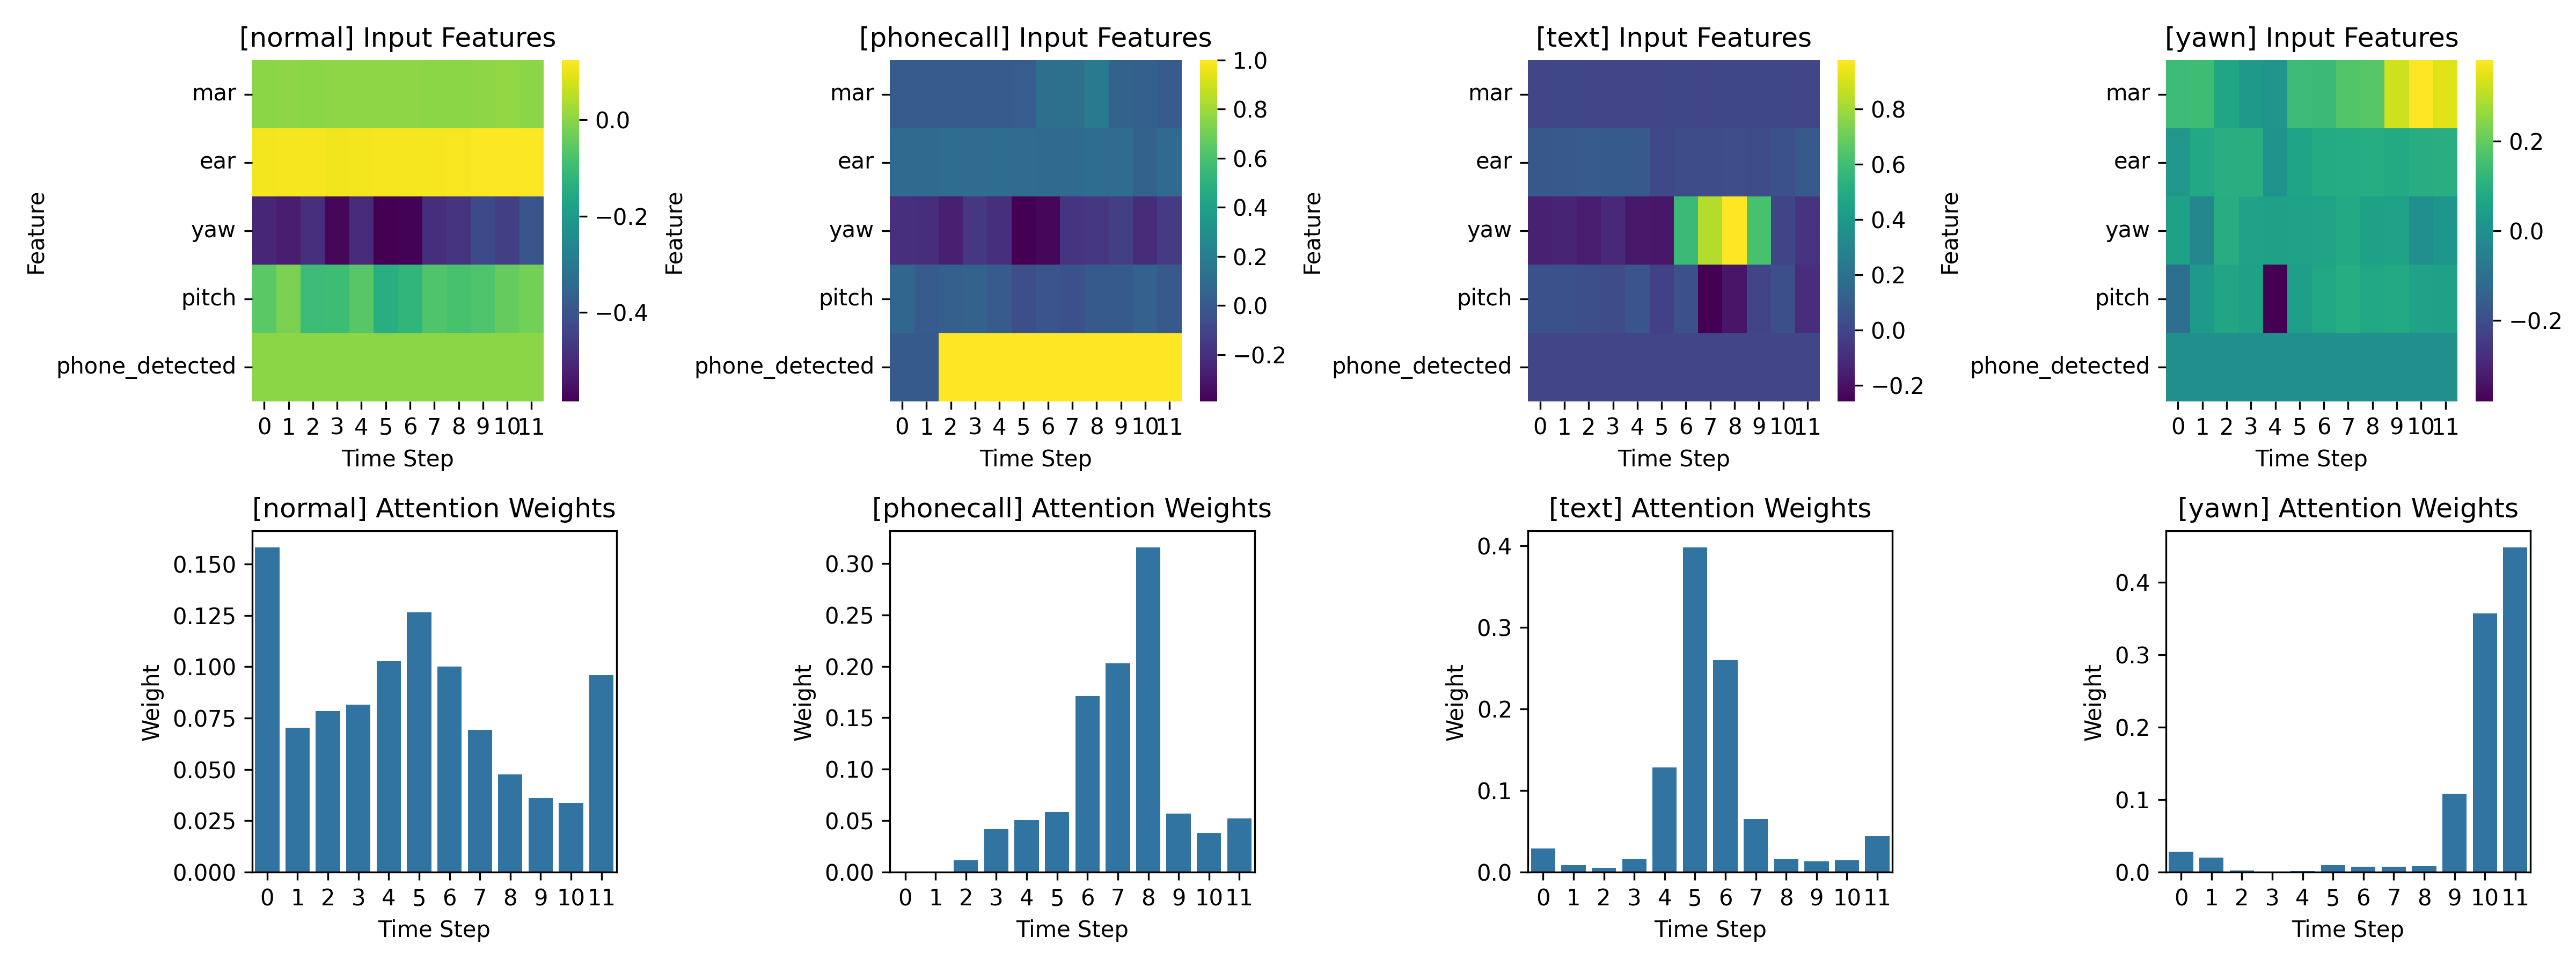 [normal] Input Features
Feature
mar
ear
yaw
pitch
phone_detected
0 1 2 3 4 5 6 7 8 9 10 11
Time Step
0.0
−0.2
−0.4
[phonecall] Input Features
Feature
mar
ear
yaw
pitch
phone_detected
0 1 2 3 4 5 6 7 8 9 10 11
Time Step
1.0
0.8
0.6
0.4
0.2
0.0
−0.2
[text] Input Features
Feature
mar
ear
yaw
pitch
phone_detected
0 1 2 3 4 5 6 7 8 9 10 11
Time Step
0.8
0.6
0.4
0.2
0.0
−0.2
[yawn] Input Features
Feature
mar
ear
yaw
pitch
phone_detected
0 1 2 3 4 5 6 7 8 9 10 11
Time Step
0.2
0.0
−0.2
[normal] Attention Weights
Weight
0.150
0.125
0.100
0.075
0.050
0.025
0.000
0 1 2 3 4 5 6 7 8 9 10 11
Time Step
[phonecall] Attention Weights
Weight
0.30
0.25
0.20
0.15
0.10
0.05
0.00
0 1 2 3 4 5 6 7 8 9 10 11
Time Step
[text] Attention Weights
Weight
0.4
0.3
0.2
0.1
0.0
0 1 2 3 4 5 6 7 8 9 10 11
Time Step
[yawn] Attention Weights
Weight
0.4
0.3
0.2
0.1
0.0
0 1 2 3 4 5 6 7 8 9 10 11
Time Step